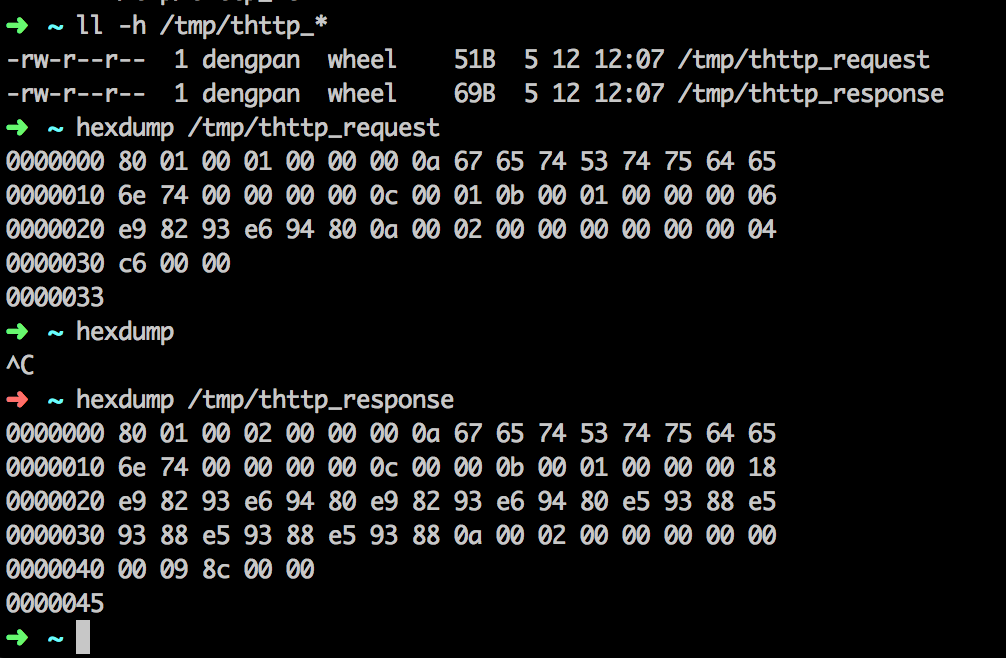 ➜ ~ ll -h /tmp/thttp_*
-rw-r--r-- 1 dengpan wheel 51B 5 12 12:07 /tmp/thttp_request
-rw-r--r-- 1 dengpan wheel 69B 5 12 12:07 /tmp/thttp_response
➜ ~ hexdump /tmp/thttp_request
0000000 80 01 00 01 00 00 00 0a 67 65 74 53 74 75 64 65
0000010 6e 74 00 00 00 00 0c 00 01 0b 00 01 00 00 00 06
0000020 e9 82 93 e6 94 80 0a 00 02 00 00 00 00 00 00 04
0000030 c6 00 00
0000033
➜ ~ hexdump
^C
➜ ~ hexdump /tmp/thttp_response
0000000 80 01 00 02 00 00 00 0a 67 65 74 53 74 75 64 65
0000010 6e 74 00 00 00 00 0c 00 00 0b 00 01 00 00 00 18
0000020 e9 82 93 e6 94 80 e9 82 93 e6 94 80 e5 93 88 e5
0000030 93 88 e5 93 88 e5 93 88 0a 00 02 00 00 00 00 00
0000040 00 09 8c 00 00
0000045
➜ ~